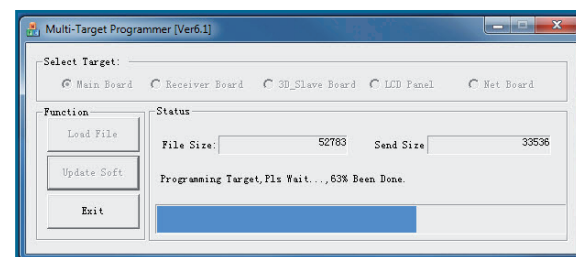 Multi-Target Programmer [Ver6.1]
Select Target:
Main Board Receiver Board 3D_Slave Board LCD Panel Net Board
Function
Status
Load File
File Size: 52783 Send Size 33536
Update Soft
Programming Target,Pls Wait...,63% Been Done.
Exit